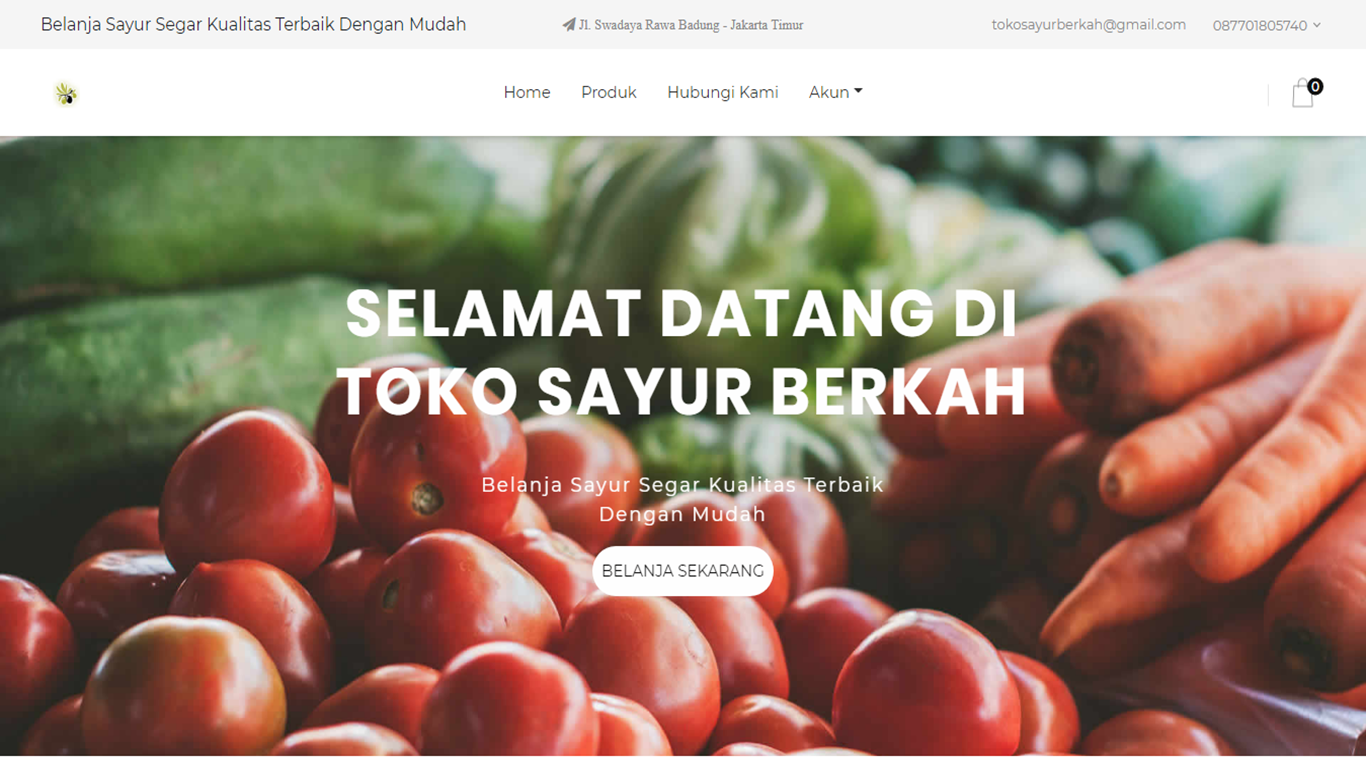 Belanja Sayur Segar Kualitas Terbaik Dengan Mudah
Jl. Swadaya Rawa Badung - Jakarta Timur
tokosayurberkah@gmail.com
087701805740
Home
Produk
Hubungi Kami
Akun
0
SELAMAT DATANG DI
TOKO SAYUR BERKAH
Belanja Sayur Segar Kualitas Terbaik
Dengan Mudah
BELANJA SEKARANG